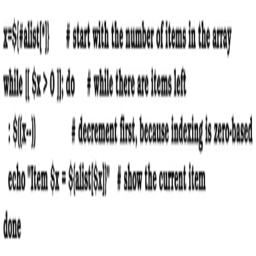 x=${#alist[*]} # start with the number of items in the array
while [[ $x > 0 ]]; do # while there are items left
: $((x--)) # decrement first, because indexing is zero-based
echo "Item $x = ${alist[$x]}" # show the current item
done